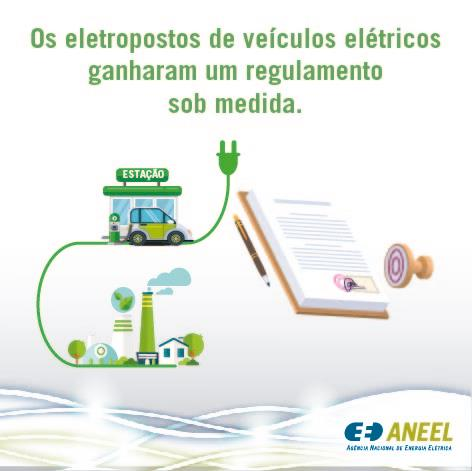 Os eletropostos de veículos elétricos
ganharam um regulamento
sob medida.
ESTAÇÃO
ANEEL
AGÊNCIA NACIONAL DE ENERGIA ELÉTRICA